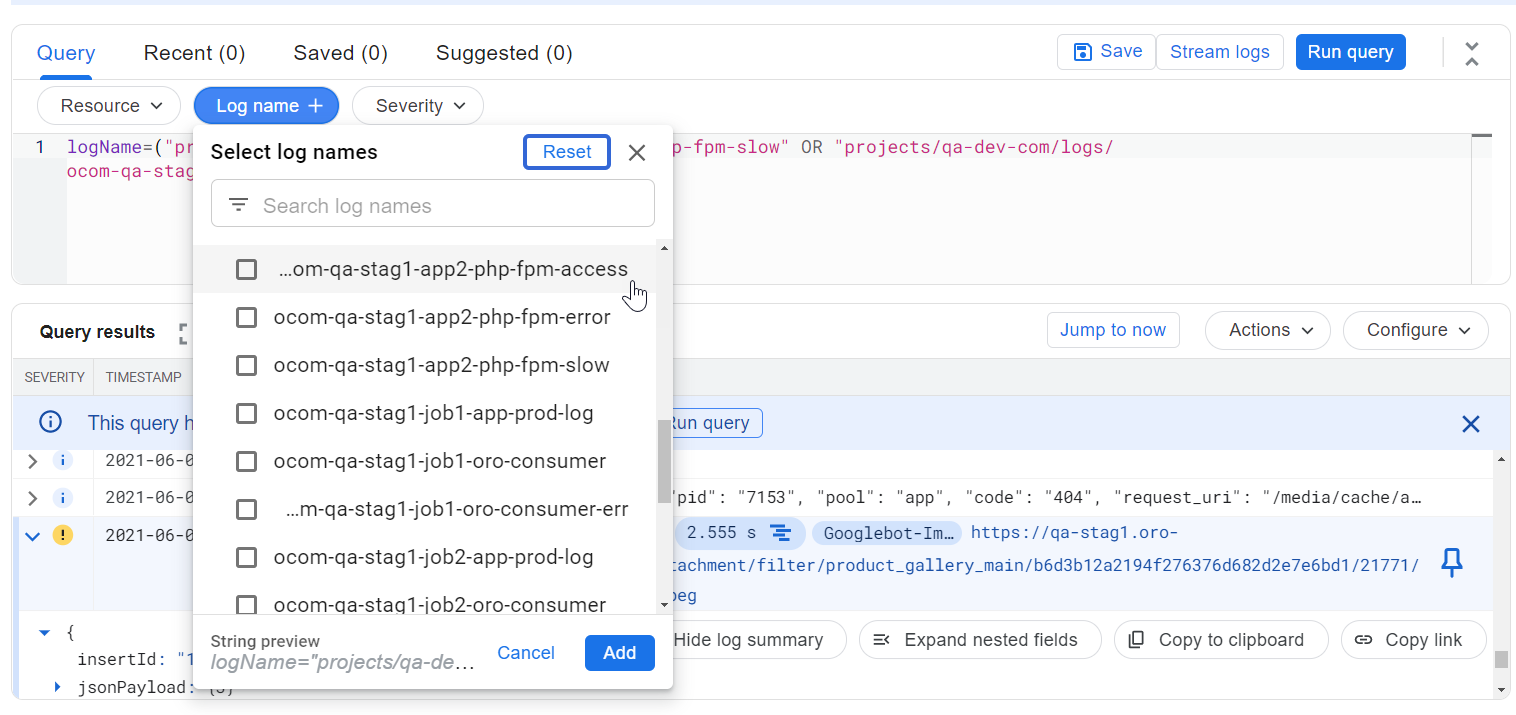 Query Recent (0) Saved (0) Suggested (0) Save Stream logs Run query
Resource Log name Severity
1 logName=("pr p-fpm-slow" OR "projects/qa-dev-com/logs/
ocom-qa-stag
Select log names Reset
Search log names
…om-qa-stag1-app2-php-fpm-access
ocom-qa-stag1-app2-php-fpm-error
ocom-qa-stag1-app2-php-fpm-slow
ocom-qa-stag1-job1-app-prod-log
ocom-qa-stag1-job1-oro-consumer
…m-qa-stag1-job1-oro-consumer-err
ocom-qa-stag1-job2-app-prod-log
ocom-qa-stag1-job2-oro-consumer
String preview
logName="projects/qa-de…
Cancel Add
Query results Jump to now Actions Configure
SEVERITY TIMESTAMP
This query h Run query
2021-06-0
2021-06-0 "pid": "7153", "pool": "app", "code": "404", "request_uri": "/media/cache/a…
2021-06-0 2.555 s Googlebot-Im… https://qa-stag1.oro-
tachment/filter/product_gallery_main/b6d3b12a2194f276376d682d2e7e6bd1/21771/
peg
{ Hide log summary Expand nested fields Copy to clipboard Copy link
insertId: "1
jsonPayload: